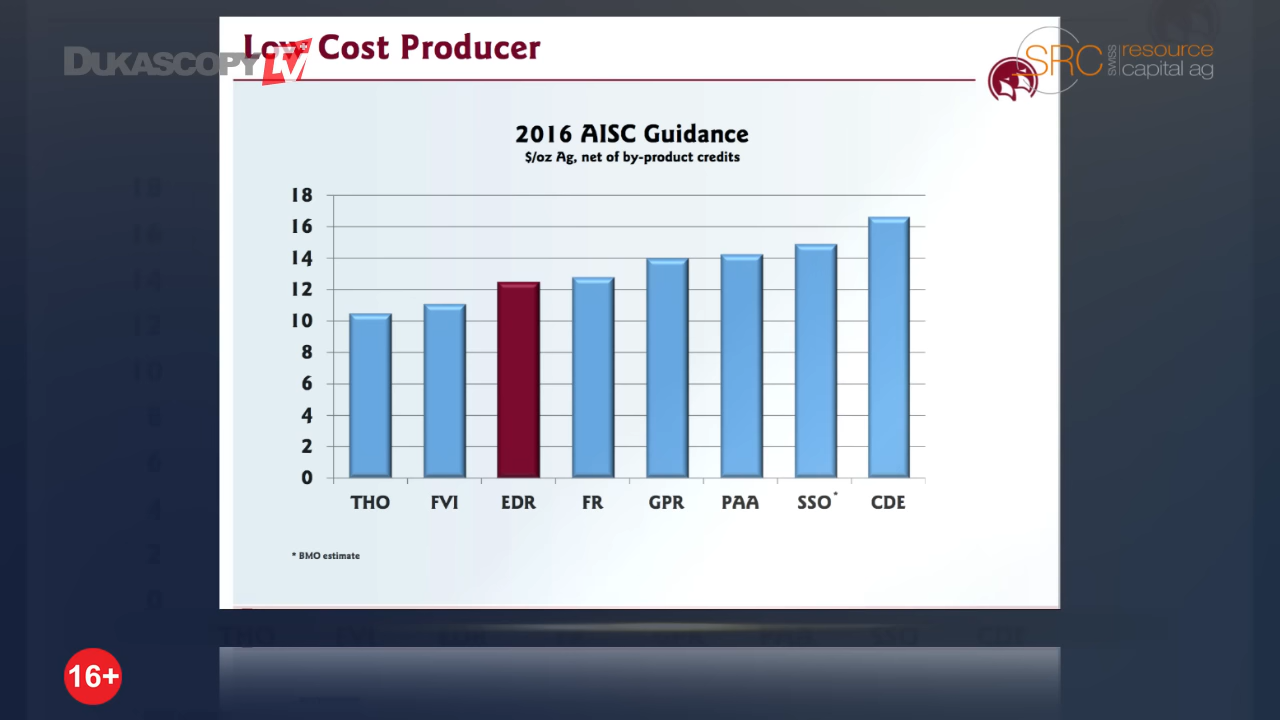 Low Cost Producer
DUKASCOPY TV
SRC SWISS resource capital ag
2016 AISC Guidance
$/oz Ag, net of by-product credits
18
16
14
12
10
8
6
4
2
0
THO FVI EDR FR GPR PAA SSO* CDE
* BMO estimate
16+